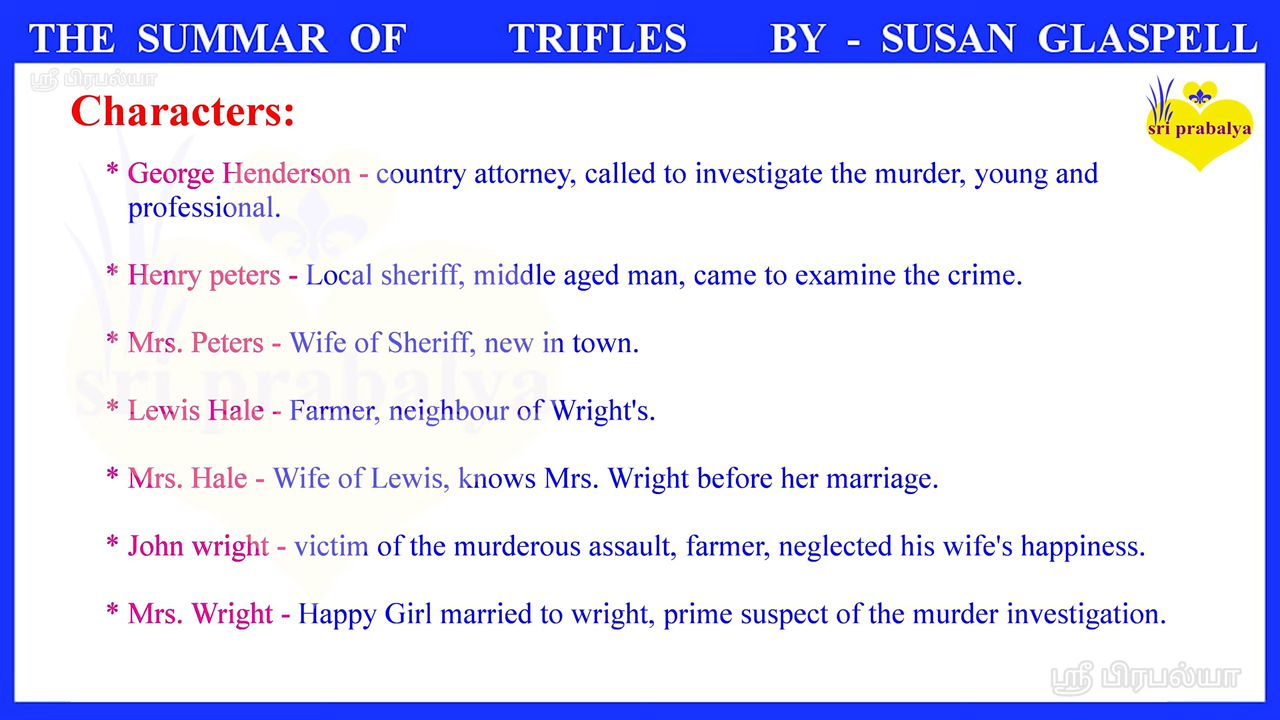 THE SUMMAR OF TRIFLES BY - SUSAN GLASPELL
ஸ்ரீ பிரபல்யா
Characters:
sri prabalya
* George Henderson - country attorney, called to investigate the murder, young and
professional.
* Henry peters - Local sheriff, middle aged man, came to examine the crime.
* Mrs. Peters - Wife of Sheriff, new in town.
sri prabalya
* Lewis Hale - Farmer, neighbour of Wright's.
* Mrs. Hale - Wife of Lewis, knows Mrs. Wright before her marriage.
* John wright - victim of the murderous assault, farmer, neglected his wife's happiness.
* Mrs. Wright - Happy Girl married to wright, prime suspect of the murder investigation.
ஸ்ரீ பிரபல்யா